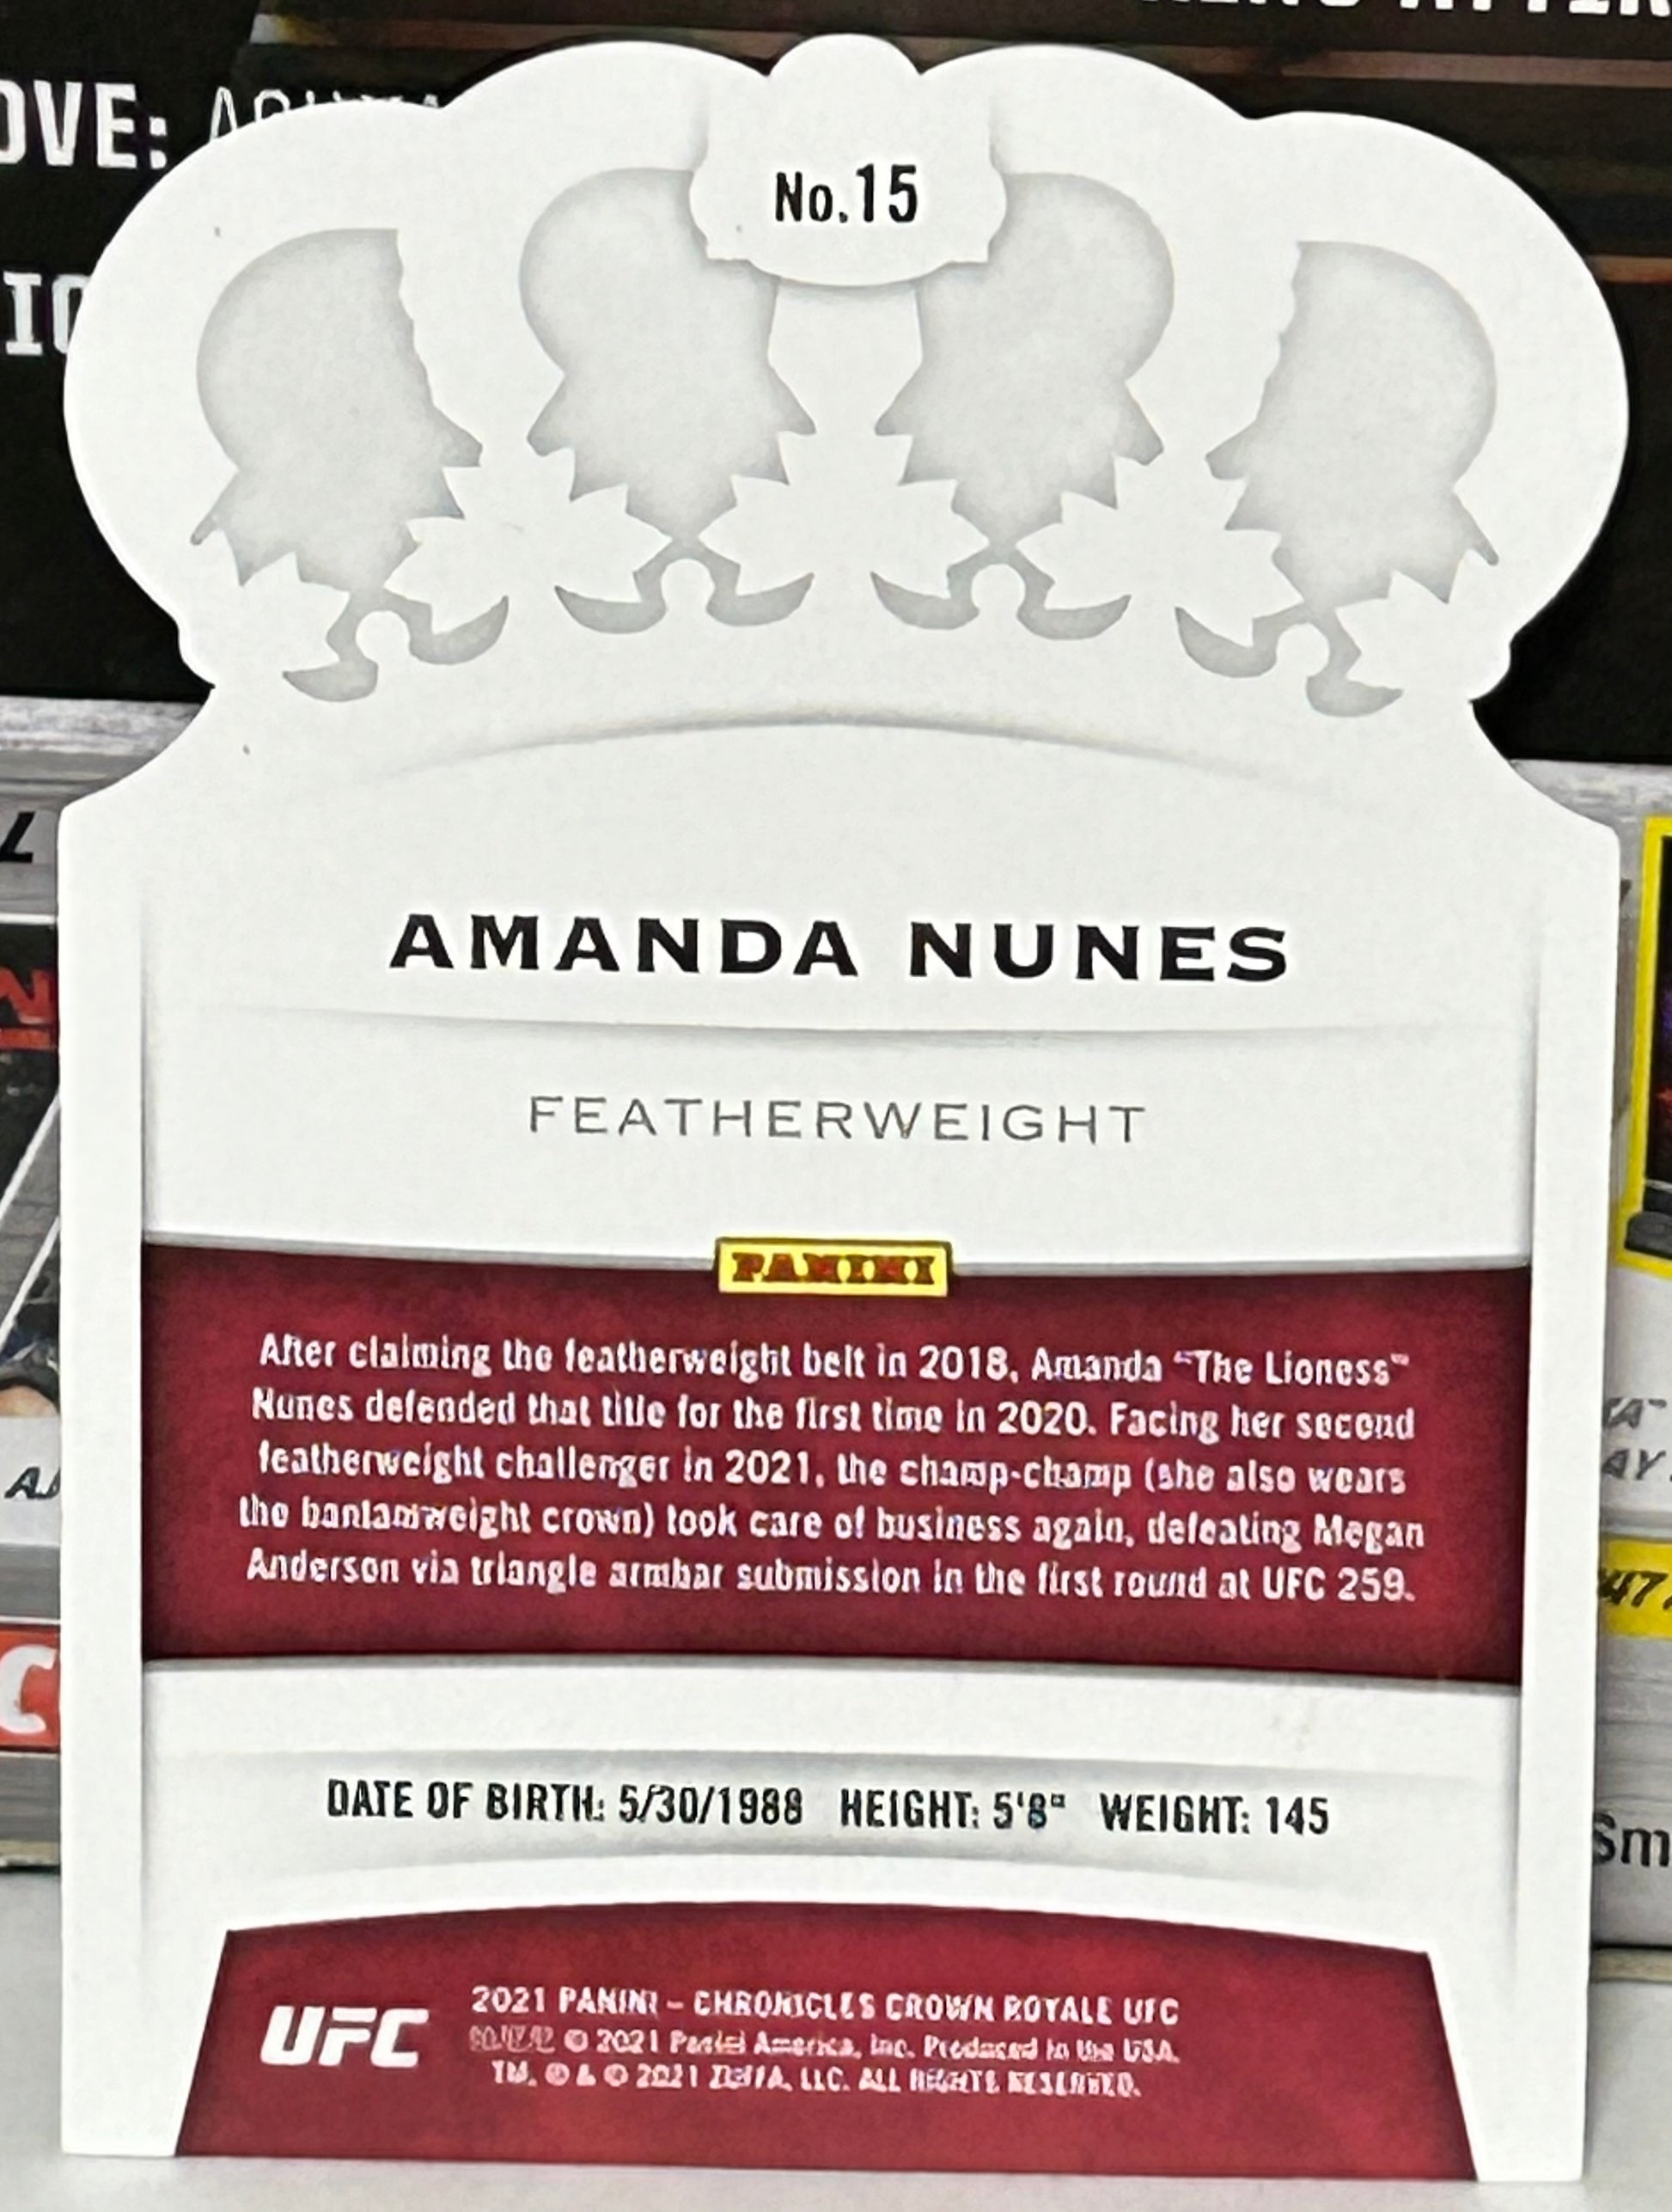 OVE:
No.15
AMANDA NUNES
FEATHERWEIGHT
PANINI
After claiming the featherweight belt in 2018, Amanda "The Lioness"
Nunes defended that title for the first time in 2020. Facing her second
featherweight challenger in 2021, the champ-champ (she also wears
the bantamweight crown) took care of business again, defeating Megan
Anderson via triangle armbar submission in the first round at UFC 259.
DATE OF BIRTH: 5/30/1988 HEIGHT: 5'8" WEIGHT: 145
UFC
2021 PANINI – CHRONICLES CROWN ROYALE UFC
© 2021 Panini America, Inc. Produced in the USA.
TM, ® & © 2021 ZUFFA, LLC. ALL RIGHTS RESERVED.
Sm